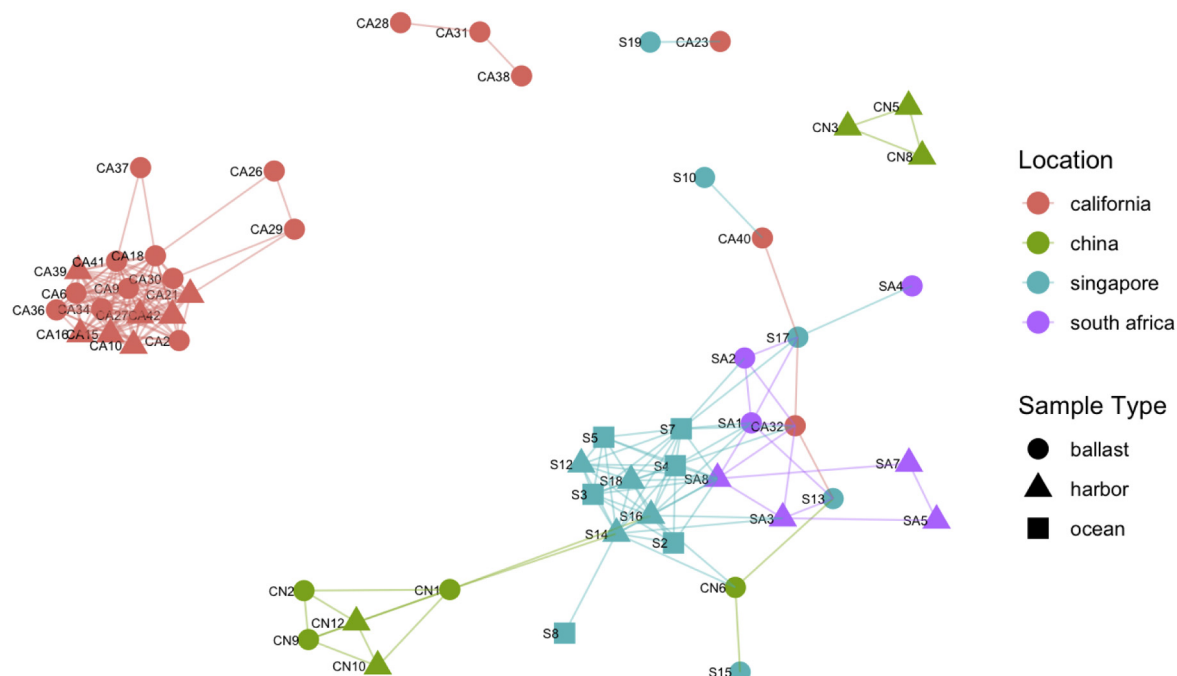 CA28
CA31
CA38
S19
CA23
CN5
CN3
CN8
CA37
CA26
S10
CA29
CA40
CA41
CA18
CA39
CA30
CA9
CA21
CA6
CA36
CA34
CA27
CA42
CA16
CA15
CA10
CA2
SA4
S17
SA2
SA1
CA32
S7
S5
S12
S4
S18
SA8
S3
SA7
S13
S16
SA3
SA5
S14
S2
CN2
CN1
CN6
CN12
CN9
S8
CN10
S15
Location
california
china
singapore
south africa
Sample Type
ballast
harbor
ocean